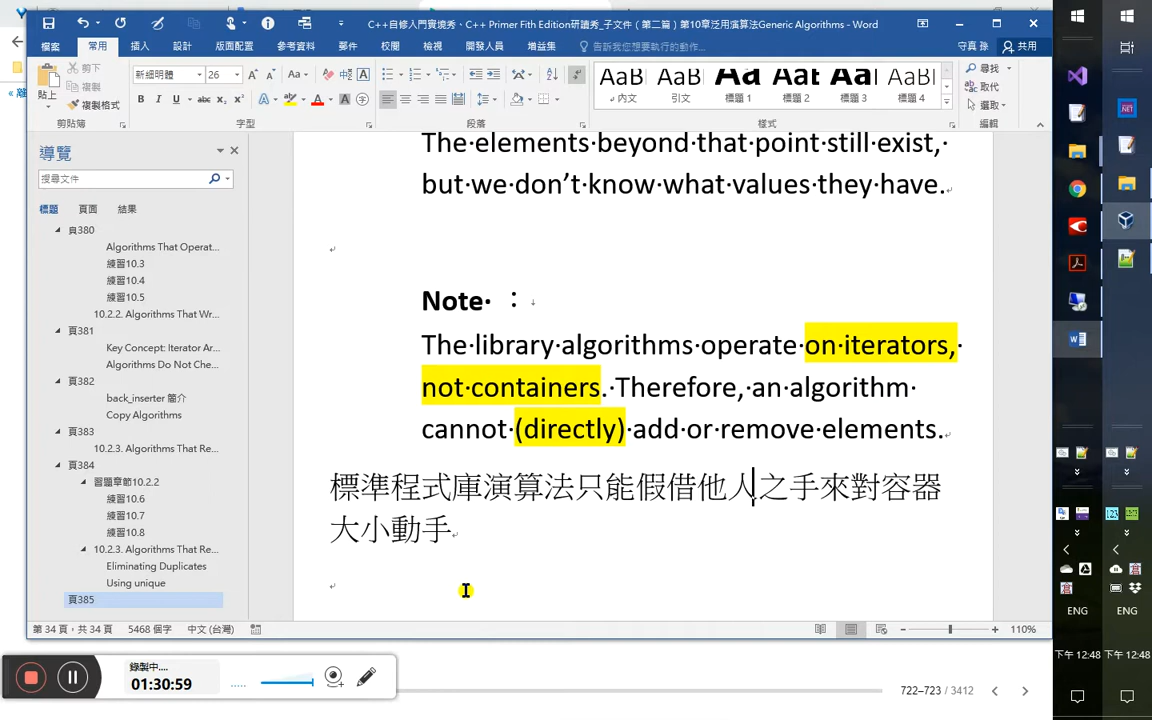 C++自修入門實境秀、C++ Primer Fith Edition研讀秀_子文件（第二篇）第10章泛用演算法Generic Algorithms - Word
檔案 常用 插入 設計 版面配置 參考資料 郵件 校閱 檢視 開發人員 增益集 告訴我您想要執行的動作... 守真 孫 共用
貼上 剪下 複製 複製格式
新細明體 26
B I U abc x₂ x²
AaBb AaBb AaB AaBb AaBl AaBb
內文 引文 標題 1 標題 2 標題 3 標題 4
尋找 取代 選取
剪貼簿 字型 段落 樣式 編輯
導覽
搜尋文件
標題 頁面 結果
頁380
Algorithms That Operat...
練習10.3
練習10.4
練習10.5
10.2.2. Algorithms That Wr...
頁381
Key Concept: Iterator Ar...
Algorithms Do Not Che...
頁382
back_inserter 簡介
Copy Algorithms
頁383
10.2.2. Algorithms That Wr...
頁384
習題章節10.2.2
練習10.6
練習10.7
練習10.8
10.2.3. Algorithms That Re...
Eliminating Duplicates
Using unique
頁385
The elements beyond that point still exist,
but we don’t know what values they have.
Note ：
The library algorithms operate on iterators,
not containers. Therefore, an algorithm
cannot (directly) add or remove elements.
標準程式庫演算法只能假借他人之手來對容器
大小動手
第 34 頁，共 34 頁 5468 個字 中文 (台灣) 110%
錄製中....
01:30:59
722–723 / 3412
ENG ENG
下午 12:48 下午 12:48